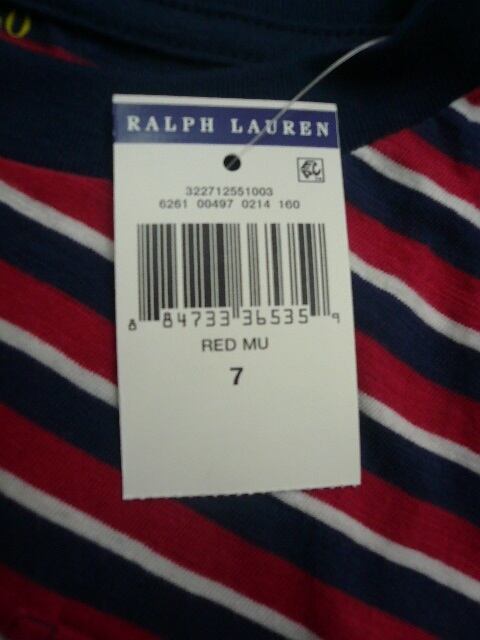 RALPH LAUREN
322712551003
6261 00497 0214 160
8 84733 36535 9
RED MU
7